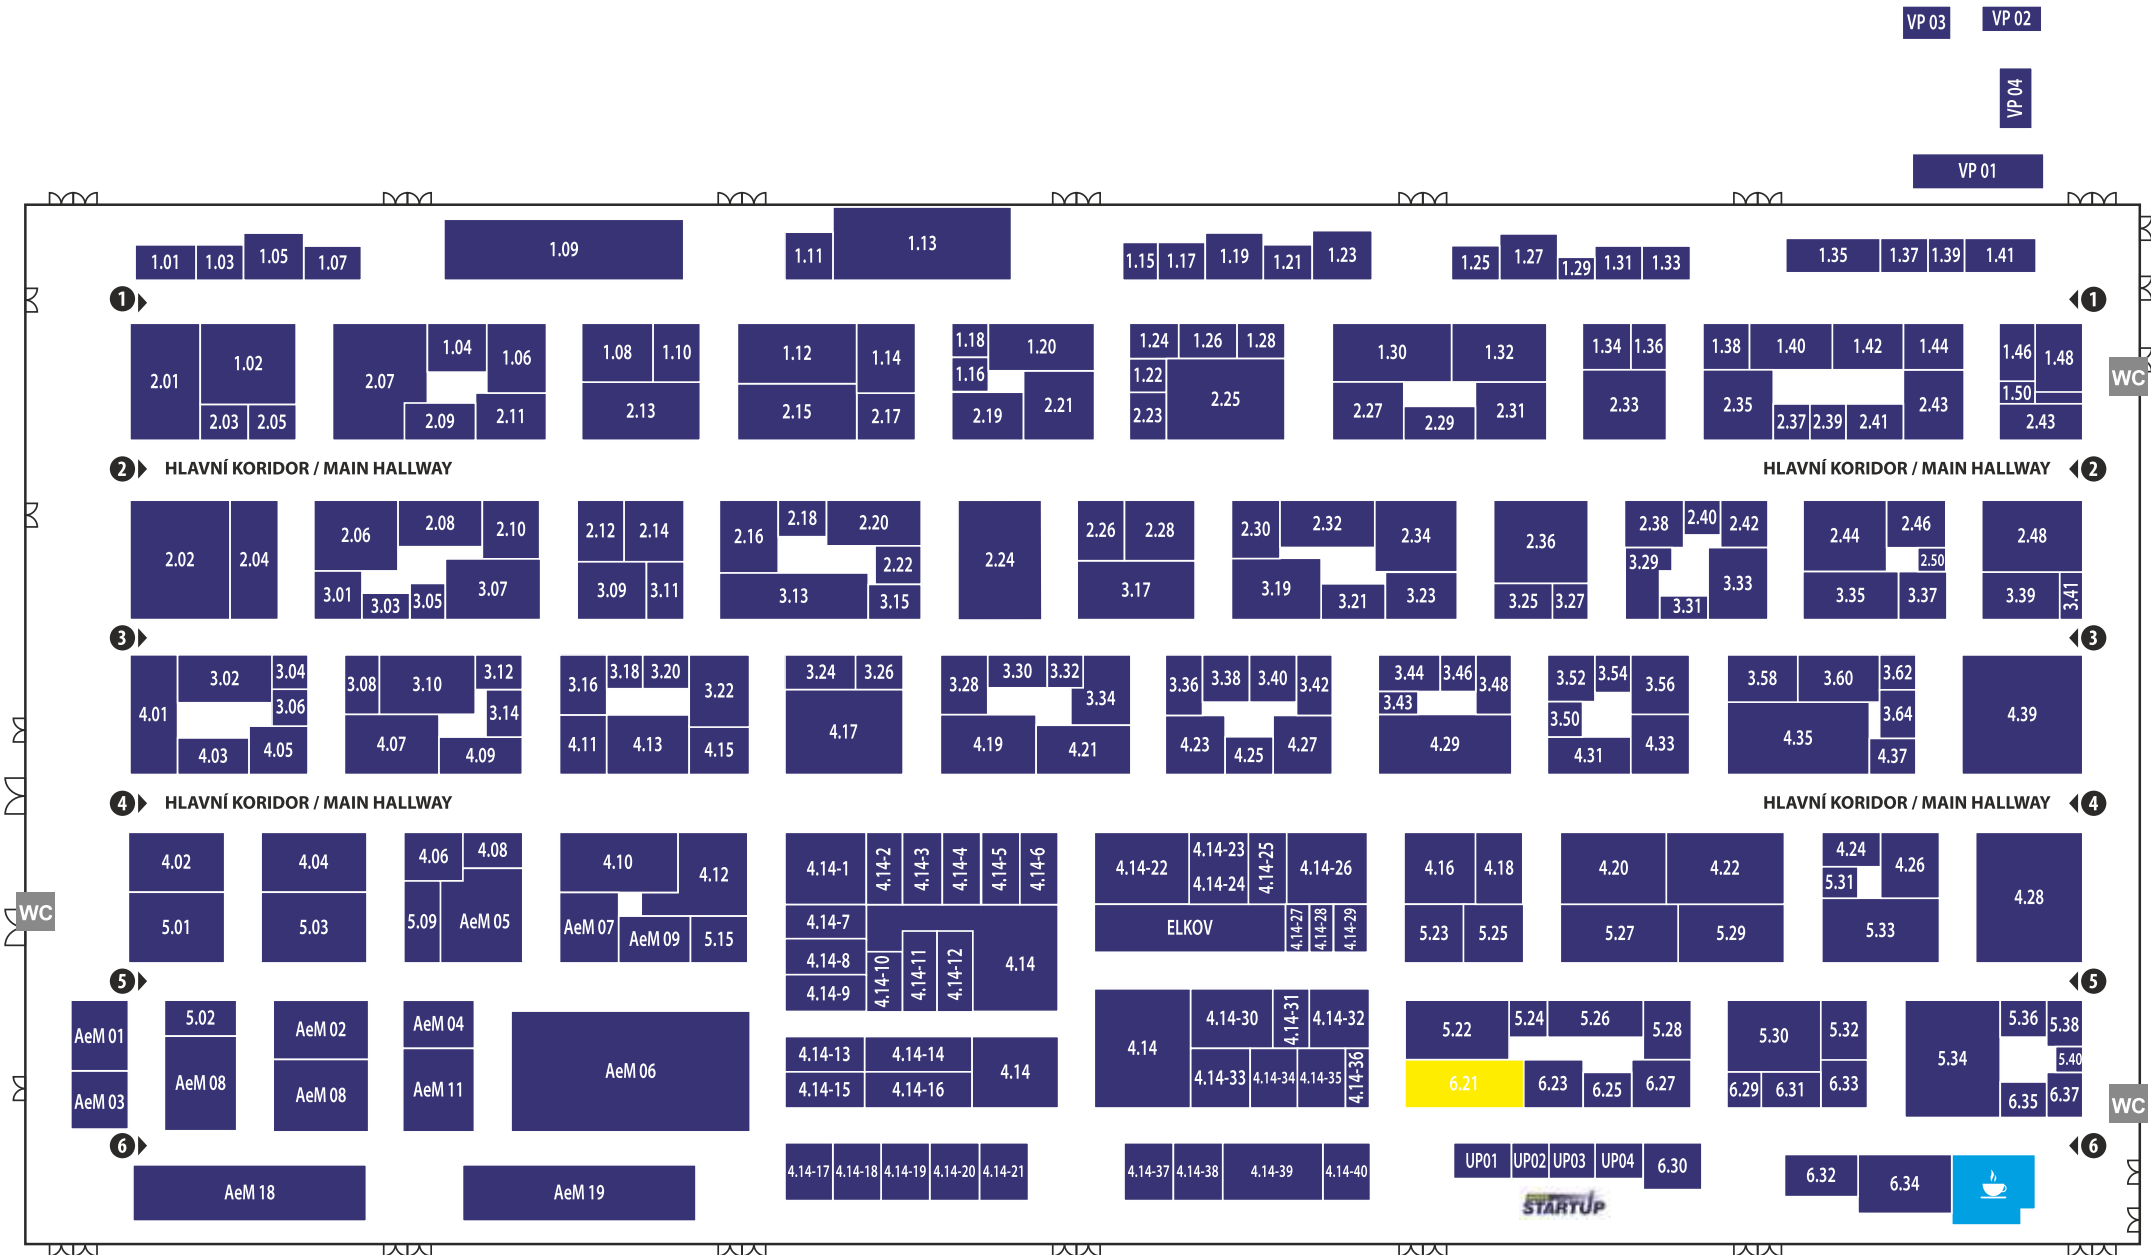 VP 03 VP 02
VP 04
VP 01
1.01 1.03 1.05 1.07 1.09 1.11 1.13 1.15 1.17 1.19 1.21 1.23 1.25 1.27 1.29 1.31 1.33 1.35 1.37 1.39 1.41
1 1
2.01 1.02 2.07 1.04 1.06 1.08 1.10 1.12 1.14 1.18 1.20 1.24 1.26 1.28 1.30 1.32 1.34 1.36 1.38 1.40 1.42 1.44 1.46 1.48
WC
1.16 1.22 1.50
2.03 2.05 2.09 2.11 2.13 2.15 2.17 2.19 2.21 2.23 2.25 2.27 2.29 2.31 2.33 2.35 2.37 2.39 2.41 2.43 2.43
2 HLAVNÍ KORIDOR / MAIN HALLWAY HLAVNÍ KORIDOR / MAIN HALLWAY 2
2.02 2.04 2.06 2.08 2.10 2.12 2.14 2.16 2.18 2.20 2.24 2.26 2.28 2.30 2.32 2.34 2.36 2.38 2.40 2.42 2.44 2.46 2.48
2.22 3.29 2.50
3.01 3.03 3.05 3.07 3.09 3.11 3.13 3.15 3.17 3.19 3.21 3.23 3.25 3.27 3.31 3.33 3.35 3.37 3.39 3.41
3 3
4.01 3.02 3.04 3.08 3.10 3.12 3.16 3.18 3.20 3.22 3.24 3.26 3.28 3.30 3.32 3.34 3.36 3.38 3.40 3.42 3.44 3.46 3.48 3.52 3.54 3.56 3.58 3.60 3.62 4.39
3.06 3.14 3.43 3.50 3.64
4.03 4.05 4.07 4.09 4.11 4.13 4.15 4.17 4.19 4.21 4.23 4.25 4.27 4.29 4.31 4.33 4.35 4.37
4 HLAVNÍ KORIDOR / MAIN HALLWAY HLAVNÍ KORIDOR / MAIN HALLWAY 4
4.02 4.04 4.06 4.08 4.10 4.12 4.14-1 4.14-2 4.14-3 4.14-4 4.14-5 4.14-6 4.14-22 4.14-23 4.14-24 4.14-25 4.14-26 4.16 4.18 4.20 4.22 4.24 4.26 4.28
5.31
WC
5.01 5.03 5.09 AeM 05 AeM 07 AeM 09 5.15 4.14-7 ELKOV 4.14-27 4.14-28 4.14-29 5.23 5.25 5.27 5.29 5.33
4.14-8 4.14-10 4.14-11 4.14-12 4.14
4.14-9
5 5
AeM 01 5.02 AeM 02 AeM 04 4.14 4.14-30 4.14-31 4.14-32 5.22 5.24 5.26 5.28 5.30 5.32 5.34 5.36 5.38
4.14-13 4.14-14 4.14 5.40
AeM 03 AeM 08 AeM 08 AeM 11 AeM 06 4.14-15 4.14-16 4.14-33 4.14-34 4.14-35 4.14-36 6.21 6.23 6.25 6.27 6.29 6.31 6.33 6.35 6.37
WC
6 6
AeM 18 AeM 19 4.14-17 4.14-18 4.14-19 4.14-20 4.14-21 4.14-37 4.14-38 4.14-39 4.14-40 UP01 UP02 UP03 UP04 6.30 6.32 6.34
STARTUP